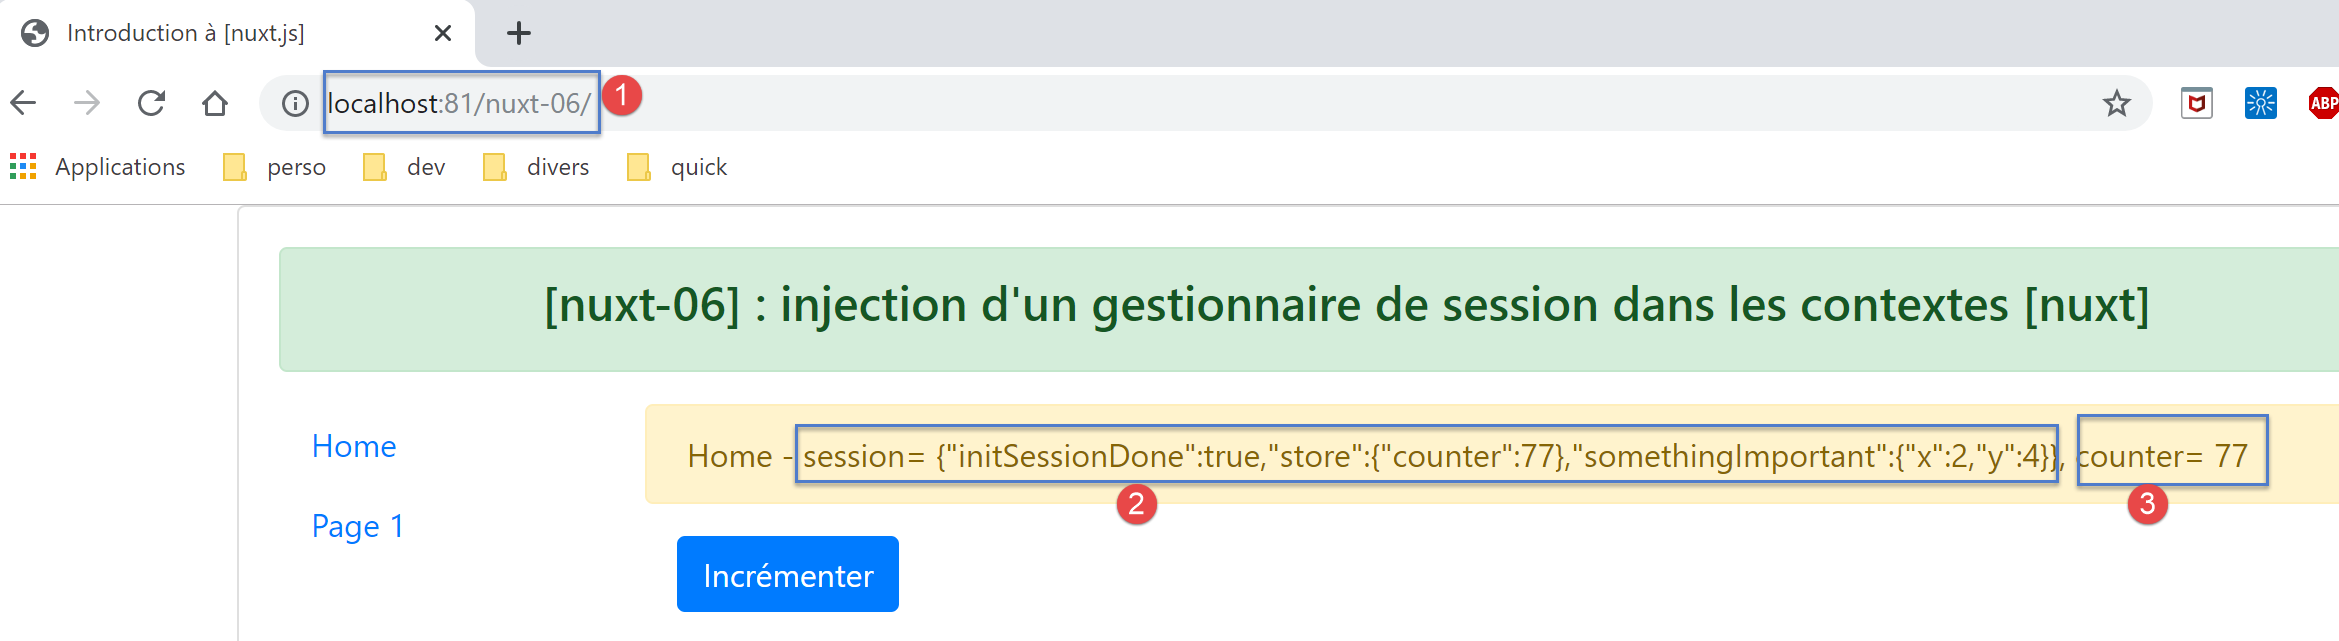 Introduction à [nuxt.js]
localhost:81/nuxt-06/ 1
ABP
Applications perso dev divers quick
[nuxt-06] : injection d'un gestionnaire de session dans les contextes [nuxt]
Home
Page 1
Home - session= {"initSessionDone":true,"store":{"counter":77},"somethingImportant":{"x":2,"y":4}}, counter= 77
2 3
Incrémenter